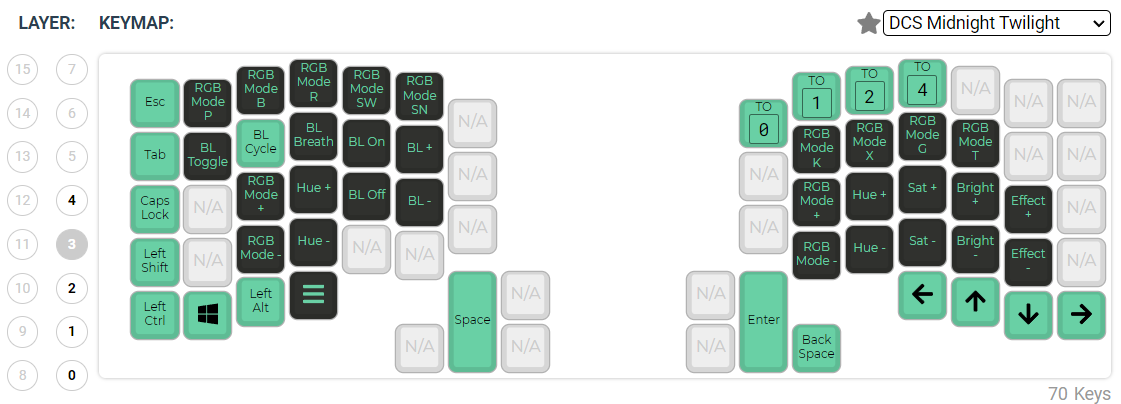 LAYER: KEYMAP:
DCS Midnight Twilight
15 7
14 6
13 5
12 4
11 3
10 2
9 1
8 0
Esc
RGB
Mode
P
RGB
Mode
B
RGB
Mode
R
RGB
Mode
SW
RGB
Mode
SN
N/A
Tab
BL
Toggle
BL
Cycle
BL
Breath
BL On
BL +
N/A
Caps
Lock
N/A
RGB
Mode
+
Hue +
BL Off
BL -
N/A
Left
Shift
N/A
RGB
Mode -
Hue -
N/A
N/A
Left
Ctrl
Left
Alt
Space
N/A
N/A
N/A
TO
0
TO
1
TO
2
TO
4
N/A
N/A
N/A
N/A
RGB
Mode
K
RGB
Mode
X
RGB
Mode
G
RGB
Mode
T
N/A
N/A
N/A
RGB
Mode
+
Hue +
Sat +
Bright
+
Effect
+
N/A
RGB
Mode -
Hue -
Sat -
Bright
-
Effect
-
N/A
N/A
N/A
Enter
Back
Space
70 Keys